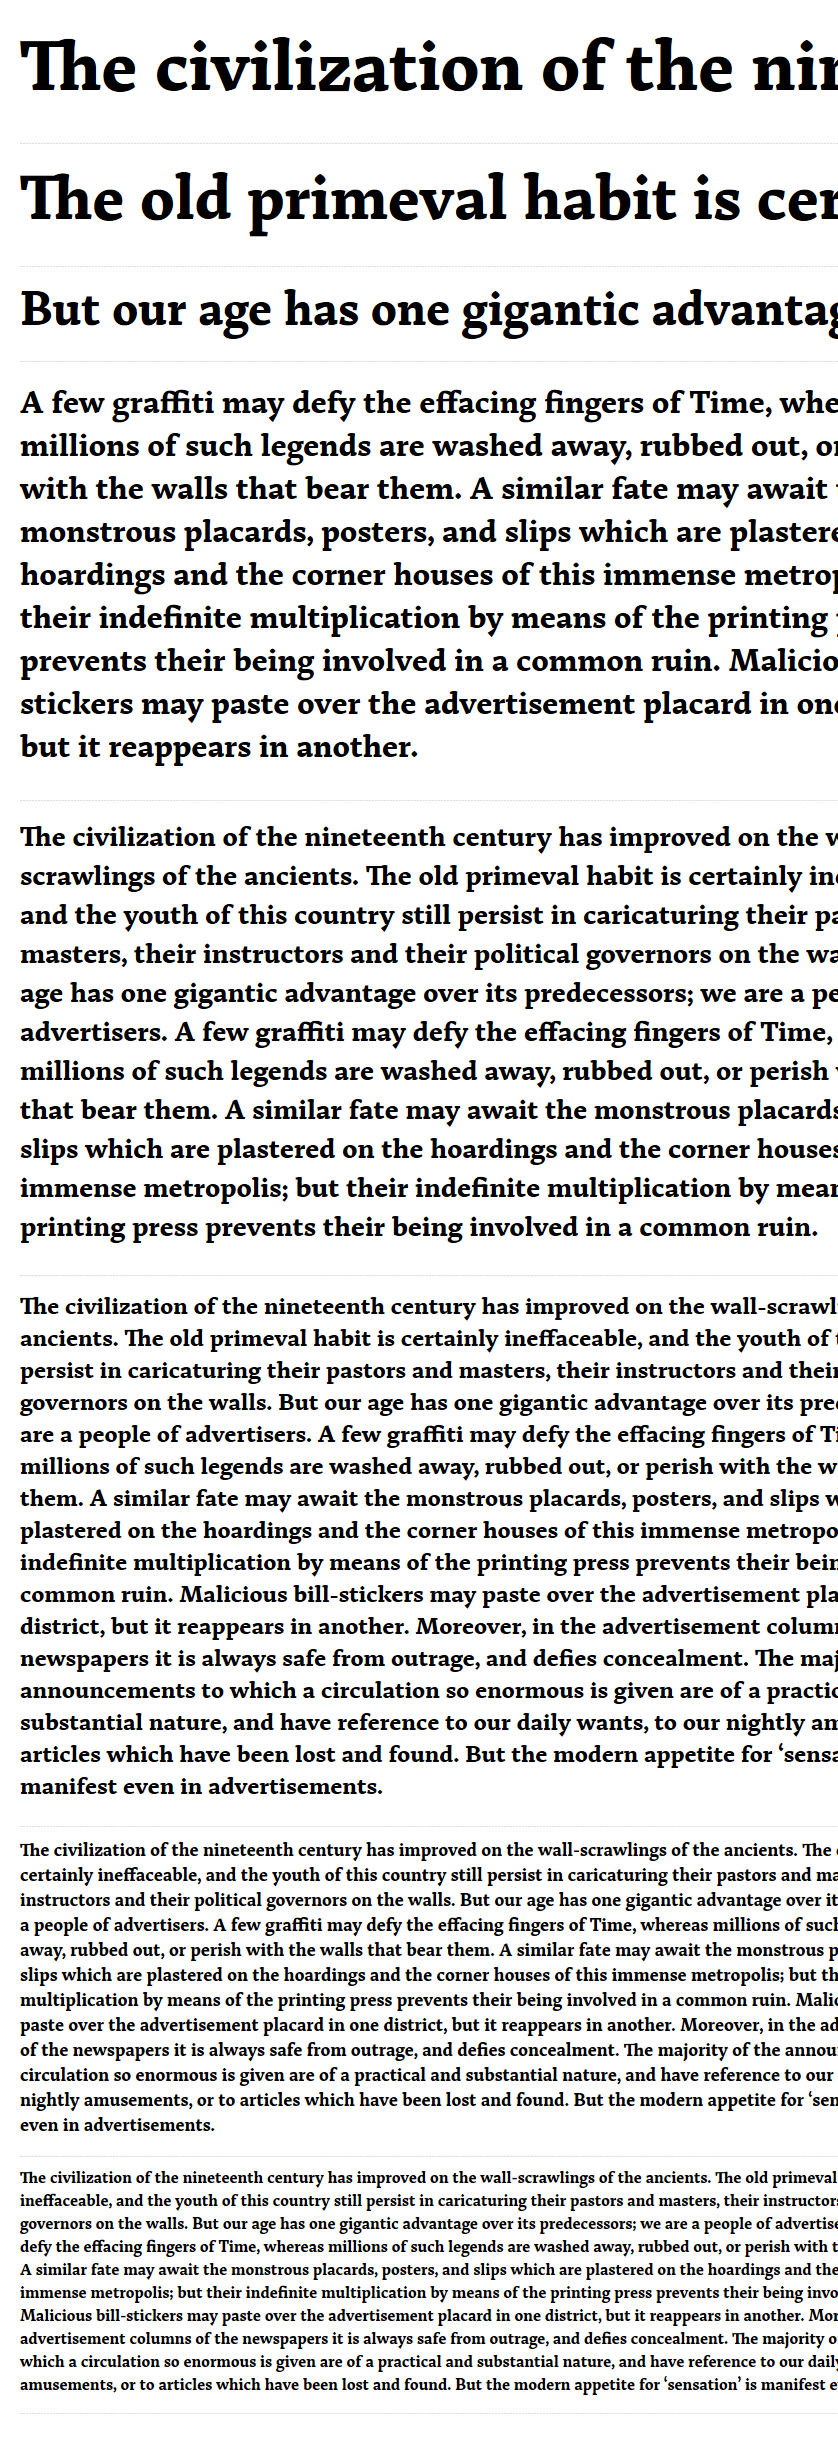 The civilization of the nin
The old primeval habit is cer
But our age has one gigantic advantag
A few graffiti may defy the effacing fingers of Time, whe
millions of such legends are washed away, rubbed out, or
with the walls that bear them. A similar fate may await
monstrous placards, posters, and slips which are plastere
hoardings and the corner houses of this immense metrop
their indefinite multiplication by means of the printing
prevents their being involved in a common ruin. Malicio
stickers may paste over the advertisement placard in one
but it reappears in another.
The civilization of the nineteenth century has improved on the w
scrawlings of the ancients. The old primeval habit is certainly ine
and the youth of this country still persist in caricaturing their pa
masters, their instructors and their political governors on the wa
age has one gigantic advantage over its predecessors; we are a pe
advertisers. A few graffiti may defy the effacing fingers of Time,
millions of such legends are washed away, rubbed out, or perish
that bear them. A similar fate may await the monstrous placards
slips which are plastered on the hoardings and the corner houses
immense metropolis; but their indefinite multiplication by mean
printing press prevents their being involved in a common ruin.
The civilization of the nineteenth century has improved on the wall-scrawl
ancients. The old primeval habit is certainly ineffaceable, and the youth of
persist in caricaturing their pastors and masters, their instructors and their
governors on the walls. But our age has one gigantic advantage over its pred
are a people of advertisers. A few graffiti may defy the effacing fingers of Ti
millions of such legends are washed away, rubbed out, or perish with the w
them. A similar fate may await the monstrous placards, posters, and slips w
plastered on the hoardings and the corner houses of this immense metropo
indefinite multiplication by means of the printing press prevents their bein
common ruin. Malicious bill-stickers may paste over the advertisement pla
district, but it reappears in another. Moreover, in the advertisement column
newspapers it is always safe from outrage, and defies concealment. The maj
announcements to which a circulation so enormous is given are of a practic
substantial nature, and have reference to our daily wants, to our nightly am
articles which have been lost and found. But the modern appetite for ‘sensa
manifest even in advertisements.
The civilization of the nineteenth century has improved on the wall-scrawlings of the ancients. The
certainly ineffaceable, and the youth of this country still persist in caricaturing their pastors and ma
instructors and their political governors on the walls. But our age has one gigantic advantage over it
a people of advertisers. A few graffiti may defy the effacing fingers of Time, whereas millions of such
away, rubbed out, or perish with the walls that bear them. A similar fate may await the monstrous p
slips which are plastered on the hoardings and the corner houses of this immense metropolis; but th
multiplication by means of the printing press prevents their being involved in a common ruin. Malic
paste over the advertisement placard in one district, but it reappears in another. Moreover, in the ad
of the newspapers it is always safe from outrage, and defies concealment. The majority of the annou
circulation so enormous is given are of a practical and substantial nature, and have reference to our
nightly amusements, or to articles which have been lost and found. But the modern appetite for ‘sen
even in advertisements.
The civilization of the nineteenth century has improved on the wall-scrawlings of the ancients. The old primeval
ineffaceable, and the youth of this country still persist in caricaturing their pastors and masters, their instructors
governors on the walls. But our age has one gigantic advantage over its predecessors; we are a people of advertise
defy the effacing fingers of Time, whereas millions of such legends are washed away, rubbed out, or perish with t
A similar fate may await the monstrous placards, posters, and slips which are plastered on the hoardings and the
immense metropolis; but their indefinite multiplication by means of the printing press prevents their being invo
Malicious bill-stickers may paste over the advertisement placard in one district, but it reappears in another. Mor
advertisement columns of the newspapers it is always safe from outrage, and defies concealment. The majority o
which a circulation so enormous is given are of a practical and substantial nature, and have reference to our daily
amusements, or to articles which have been lost and found. But the modern appetite for ‘sensation’ is manifest e